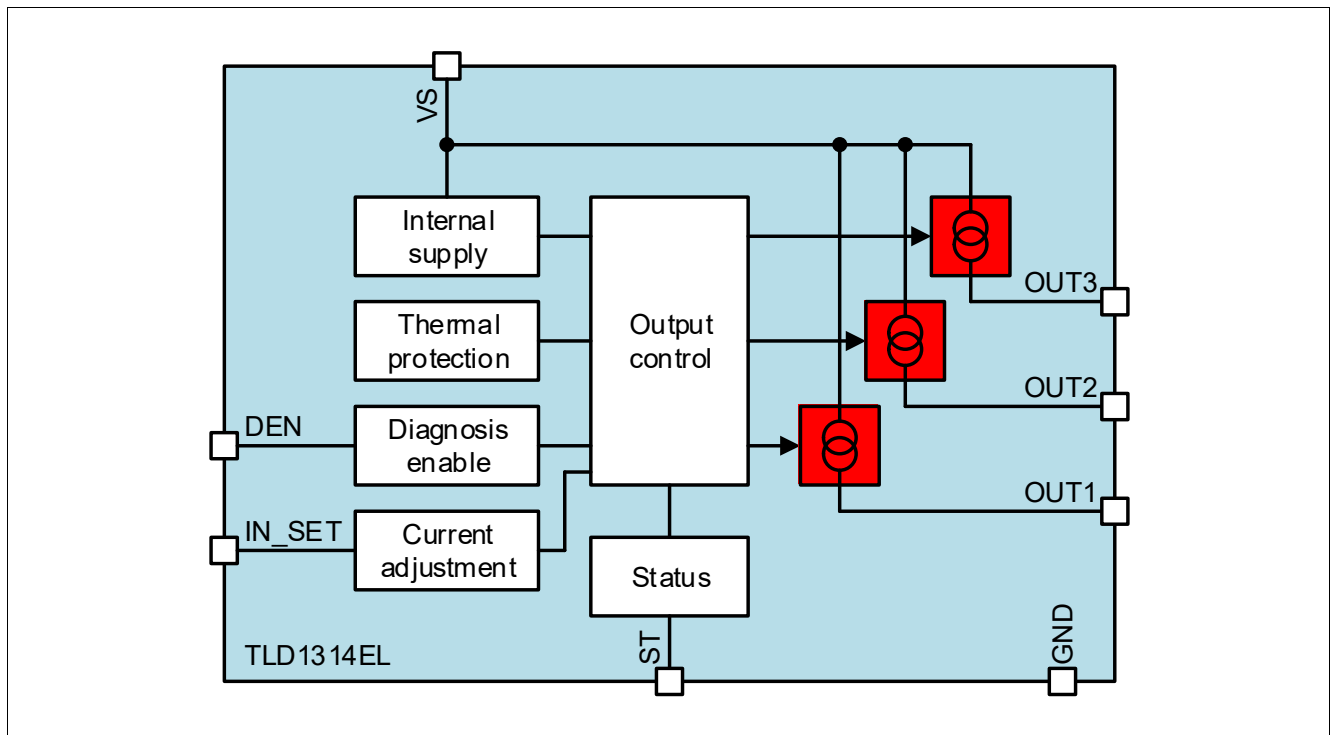 VS
Internal
supply
Thermal
protection
Output
control
OUT3
OUT2
DEN
Diagnosis
enable
OUT1
IN_SET
Current
adjustment
Status
ST
GND
TLD1314EL